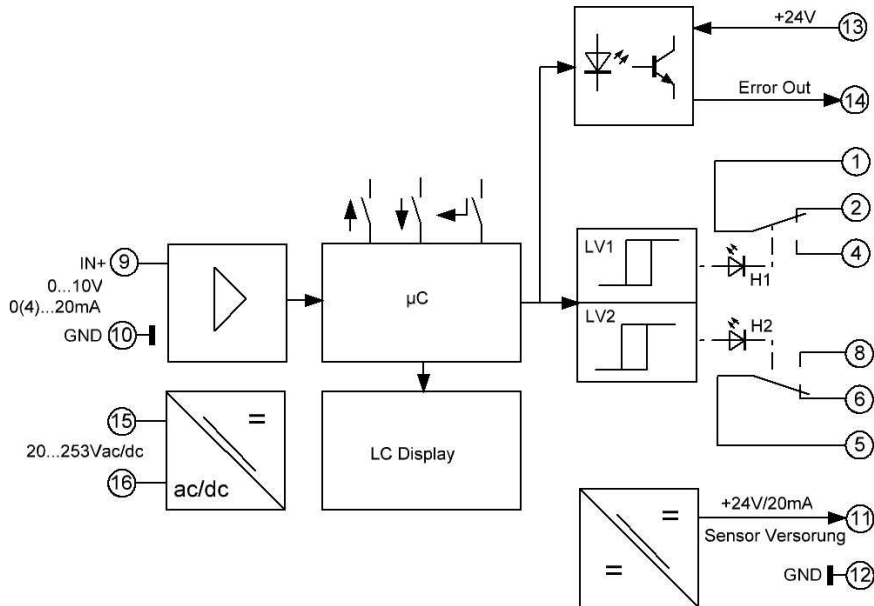 +24V
13
Error Out
14
1
2
4
LV1
H1
IN+
9
0...10V
0(4)...20mA
GND
10
µC
LV2
H2
8
6
5
15
=
20...253Vac/dc
16
ac/dc
LC Display
+24V/20mA
11
=
Sensor Versorung
=
GND
12